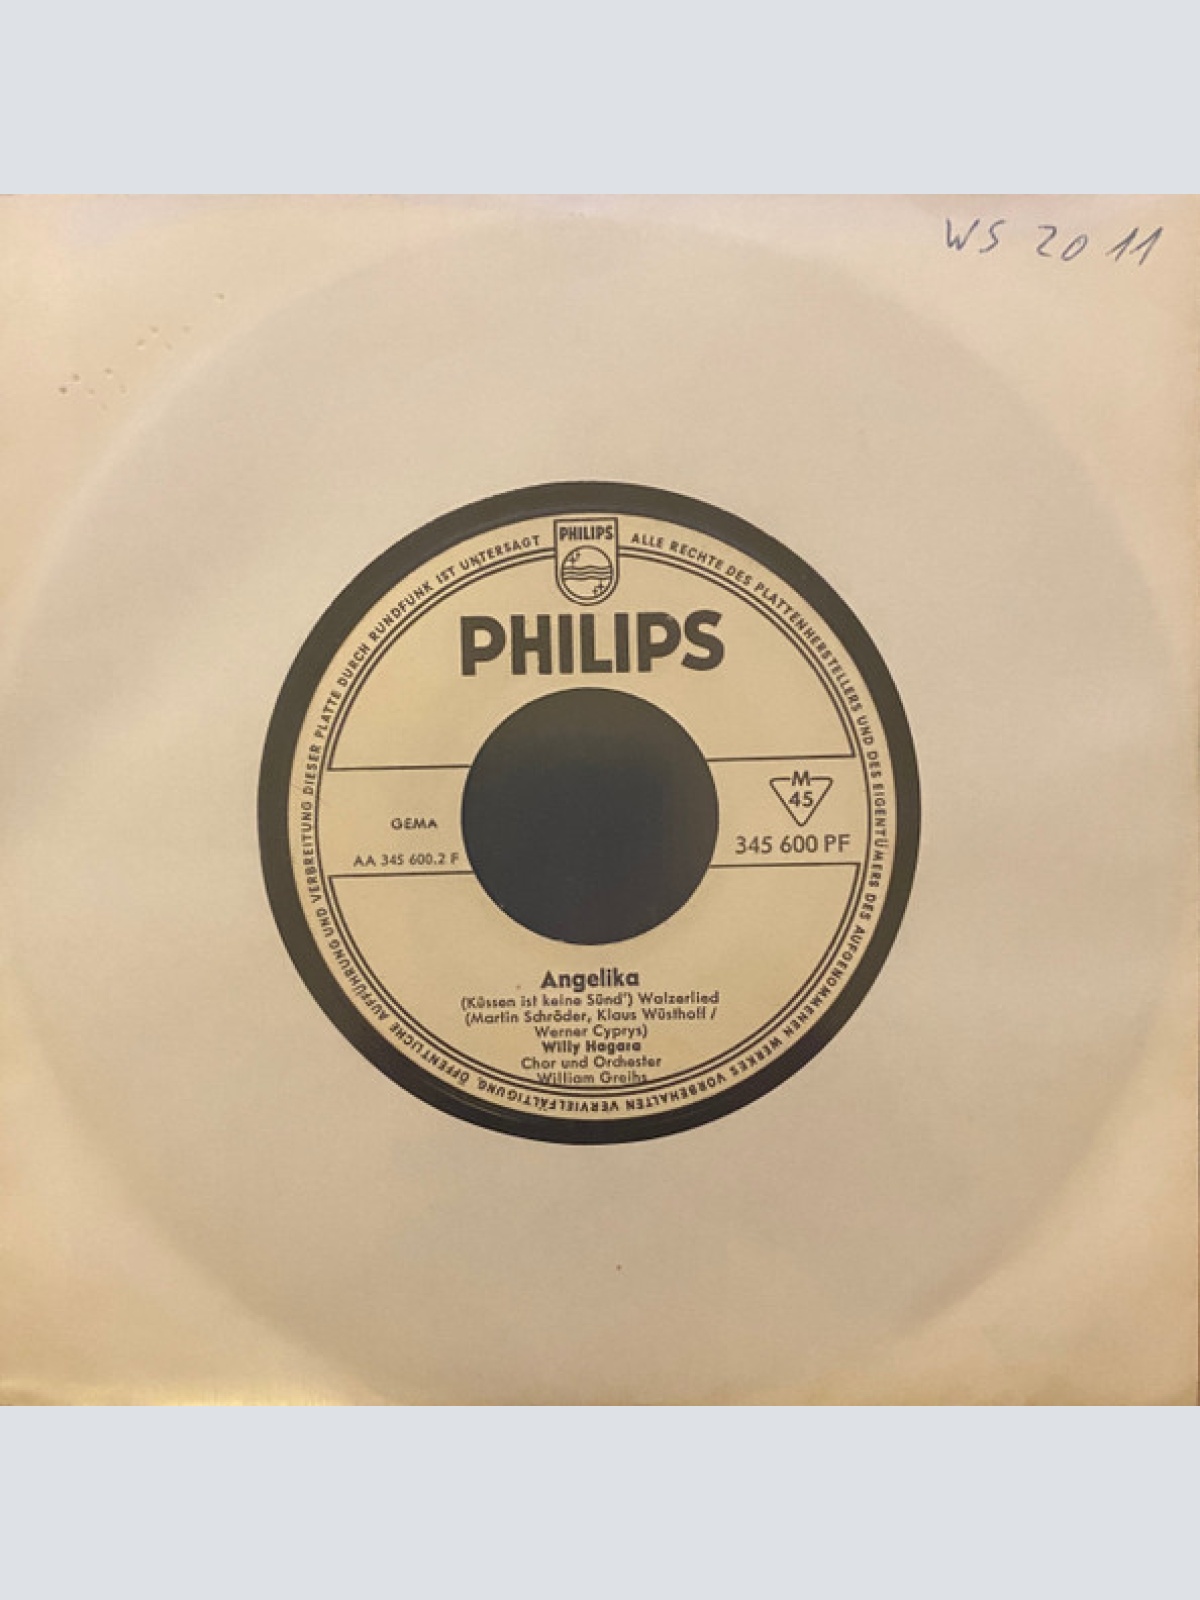 WS 20 11
PHILIPS
ALLE RECHTE DES PLATTENHERSTELLERS UND DES EIGENTÜMERS DES AUFGENOMMENEN WERKES VORBEHALTEN VERVIELFÄLTIGUNG, ÖFFENTLICHE AUFFÜHRUNG UND VERBREITUNG DIESER PLATTE DURCH RUNDFUNK IST UNTERSAGT
PHILIPS
M
45
GEMA
345 600 PF
AA 345 600.2 F
Angelika
(Küssen ist keine Sünd') Walzerlied
(Martin Schröder, Klaus Wüsthoff /
Werner Cyprys)
Willy Hagara
Chor und Orchester
William Greihs